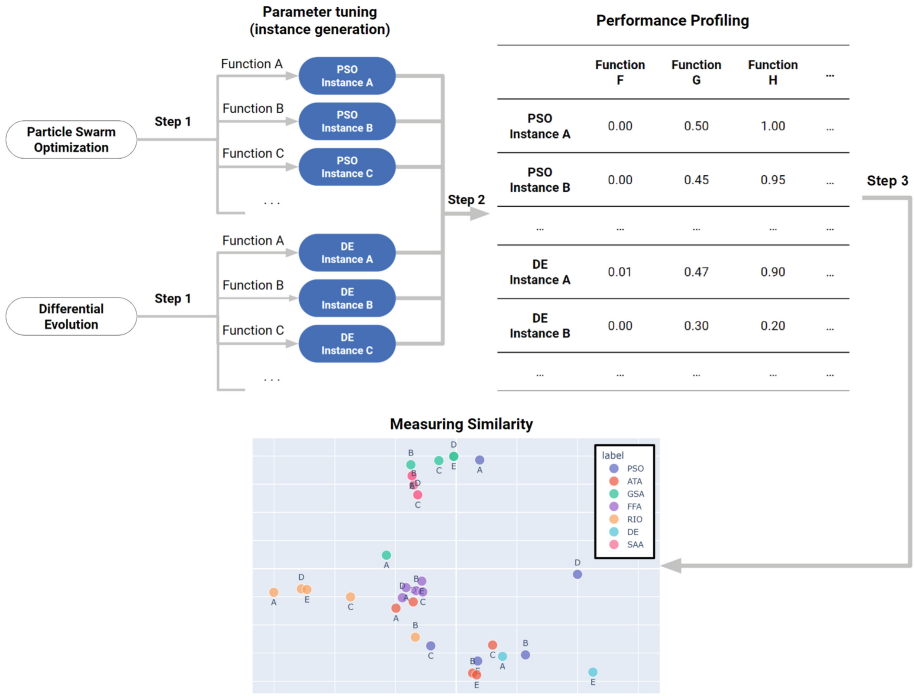 Parameter tuning
(instance generation)
Performance Profiling
Function A
PSO
Instance A
Function B
PSO
Instance B
Function C
PSO
Instance C
. . .
Step 1
Particle Swarm
Optimization
Step 2
Function A
DE
Instance A
Function B
DE
Instance B
Function C
DE
Instance C
. . .
Step 1
Differential
Evolution
Function
F
Function
G
Function
H
...
PSO
Instance A
0.00
0.50
1.00
...
PSO
Instance B
0.00
0.45
0.95
...
...
...
...
...
...
DE
Instance A
0.01
0.47
0.90
...
DE
Instance B
0.00
0.30
0.20
...
...
...
...
...
...
Step 3
Measuring Similarity
label
PSO
ATA
GSA
FFA
RIO
DE
SAA
B
D
C
E
A
B
D
C
A
D
D
E
A
C
D
B
C
A
B
C
C
A
B
B
E
E